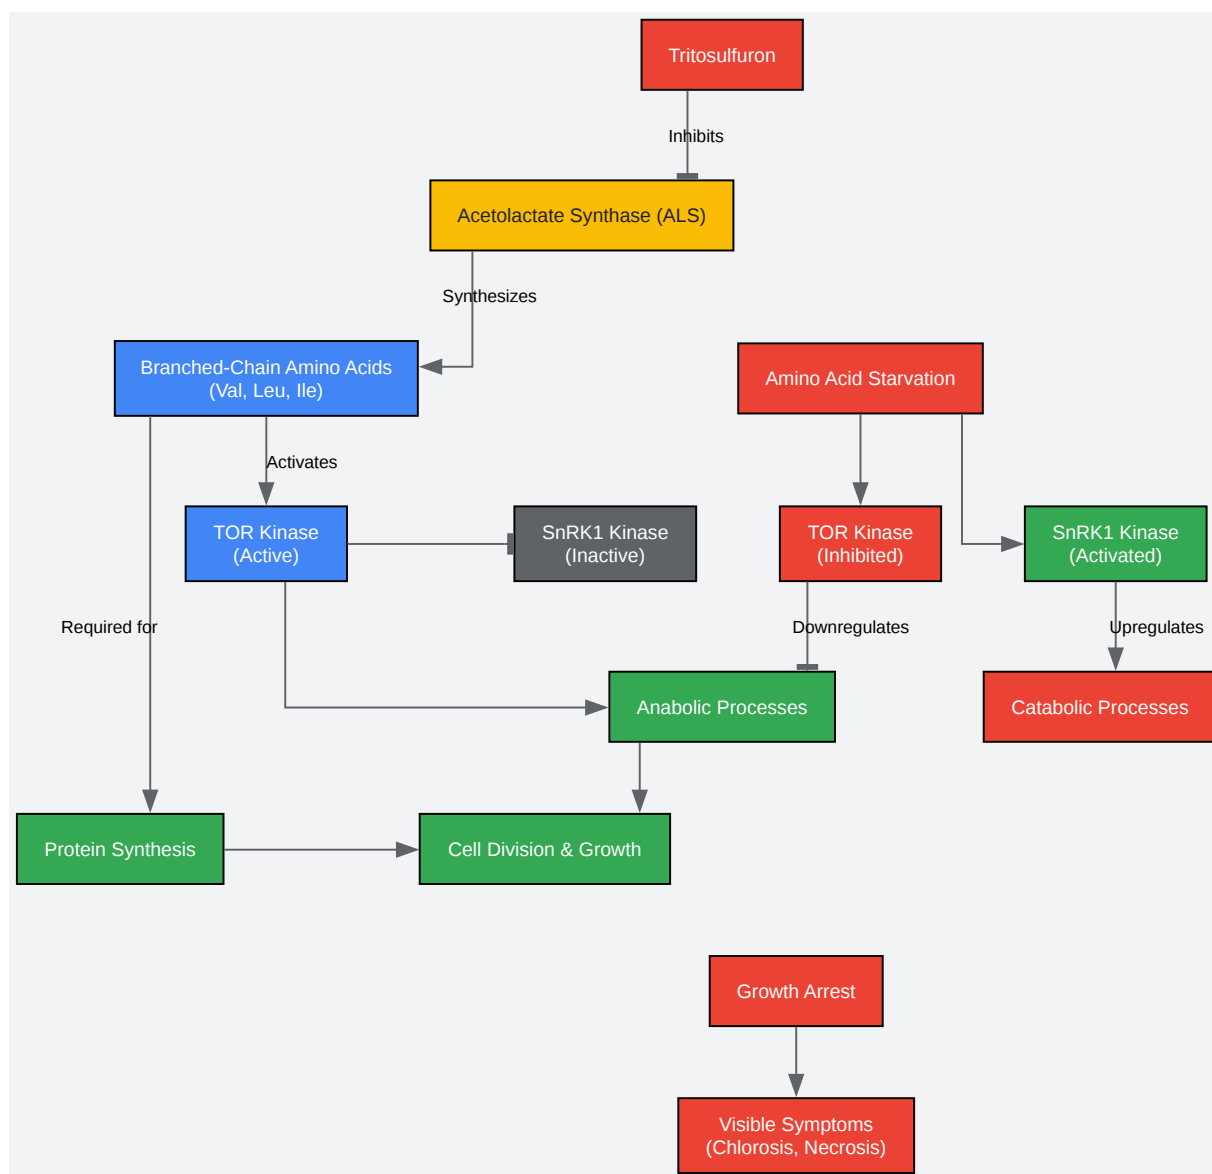 Tritosulfuron
Inhibits
Acetolactate Synthase (ALS)
Synthesizes
Branched-Chain Amino Acids
(Val, Leu, Ile)
Amino Acid Starvation
Activates
TOR Kinase
(Active)
SnRK1 Kinase
(Inactive)
TOR Kinase
(Inhibited)
SnRK1 Kinase
(Activated)
Required for
Downregulates
Upregulates
Anabolic Processes
Catabolic Processes
Protein Synthesis
Cell Division & Growth
Growth Arrest
Visible Symptoms
(Chlorosis, Necrosis)